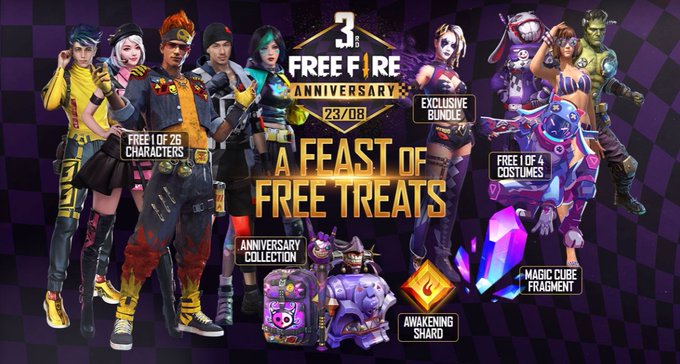 3RD
FREE FIRE
ANNIVERSARY
23/08
FREE 1 OF 26
CHARACTERS
EXCLUSIVE
BUNDLE
FREE 1 OF 4
COSTUMES
A FEAST OF
FREE TREATS
ANNIVERSARY
COLLECTION
MAGIC CUBE
FRAGMENT
AWAKENING
SHARD